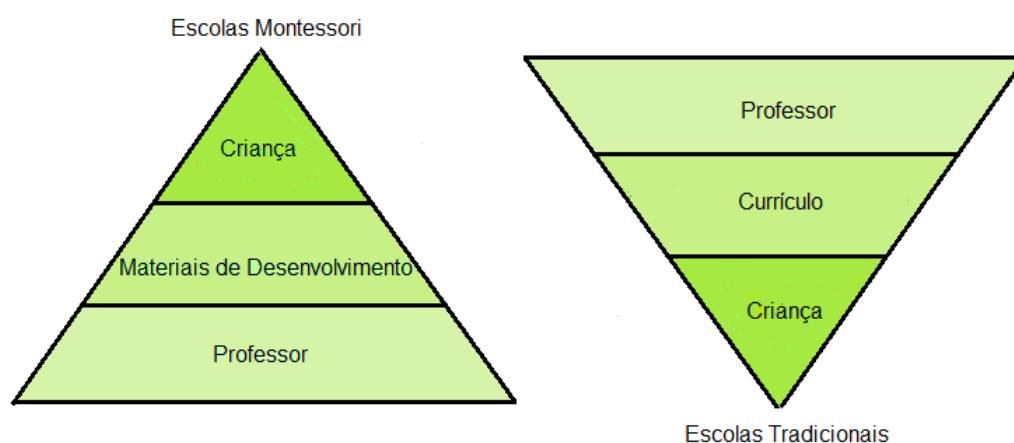 Escolas Montessori
Criança
Materiais de Desenvolvimento
Professor
Professor
Currículo
Criança
Escolas Tradicionais